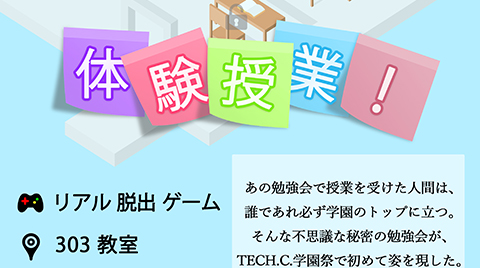 体験授業！
リアル 脱出 ゲーム
303 教室
あの勉強会で授業を受けた人間は、
誰であれ必ず学園のトップに立つ。
そんな不思議な秘密の勉強会が、
TECH.C.学園祭で初めて姿を現した。